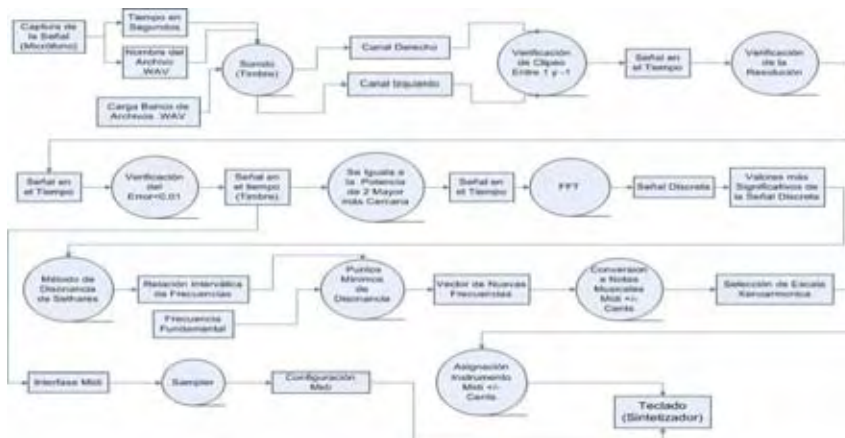 Captura de
la Señal
(Micrófono)
Tiempo en
Segundos
Nombre del
Archivo
WAV
Carga Banco de
Archivos .WAV
Sonido
(Timbre)
Canal Derecho
Canal Izquierdo
Verificación
de Clipeo
Entre 1 y -1
Señal en
el Tiempo
Verificación
de la
Resolución
Señal en
el Tiempo
Verificación
del
Error=0.01
Señal en
el tiempo
(Timbre)
Se Iguala a
la Potencia
de 2 Mayor
más Cercana
Señal en
el Tiempo
FFT
Señal Discreta
Valores más
Significativos de
la Señal Discreta
Método de
Disonancia
de Sethares
Relación Interválica
de Frecuencias
Frecuencia
Fundamental
Puntos
Mínimos
de
Disonancia
Vector de Nuevas
Frecuencias
Conversion
a Notas
Musicales
Midi +/-
Cents
Selección de Escala
Xenoarmonica
Interfase Midi
Sampler
Configuración
Midi
Asignación
Instrumento
Midi +/-
Cents
Teclado
(Sintetizador)